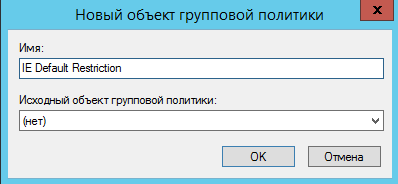 Новый объект групповой политики
x
Имя:
IE Default Restriction
Исходный объект групповой политики:
(нет)
OK
Отмена